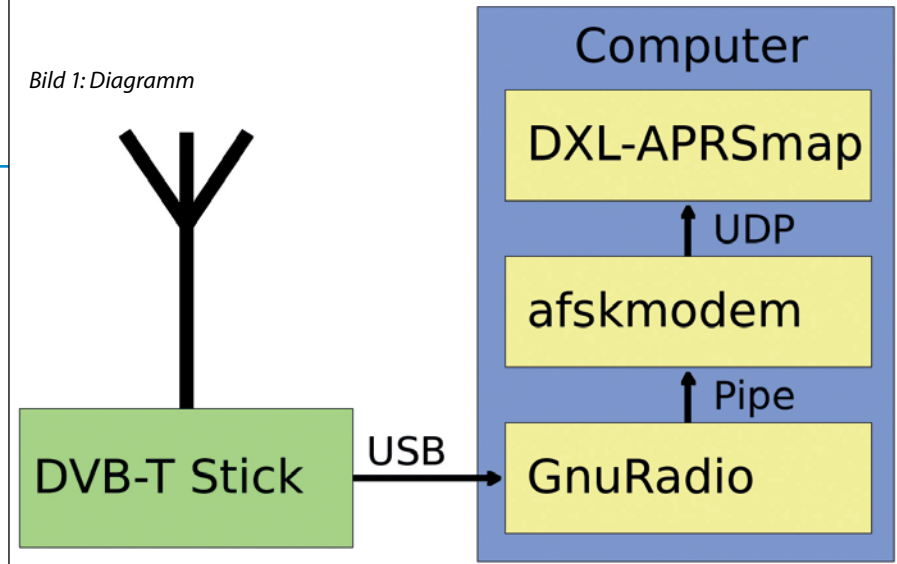 Bild 1: Diagramm
Computer
DXL-APRSmap
UDP
afskmodem
Pipe
DVB-T Stick
USB
GnuRadio